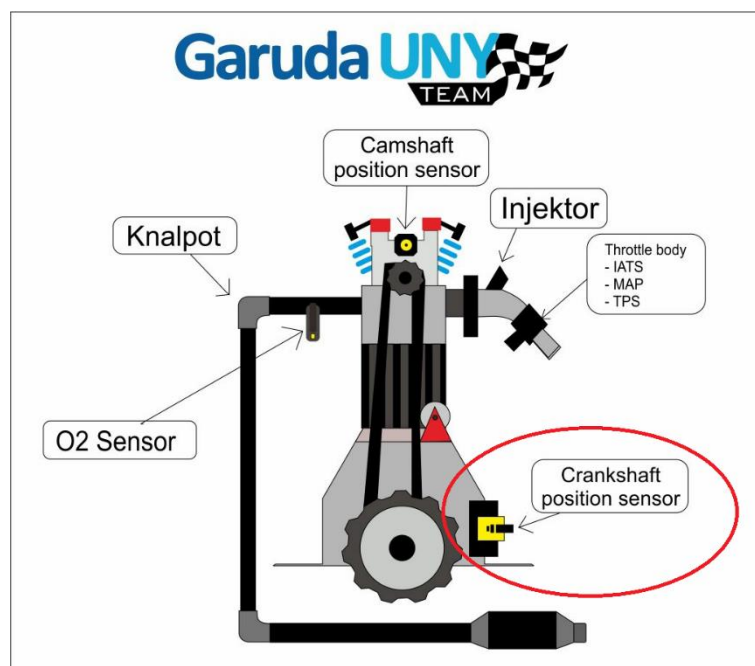 Garuda UNY
TEAM
Camshaft
position sensor
Injektor
Knalpot
Throttle body
- IATS
- MAP
- TPS
O2 Sensor
Crankshaft
position sensor